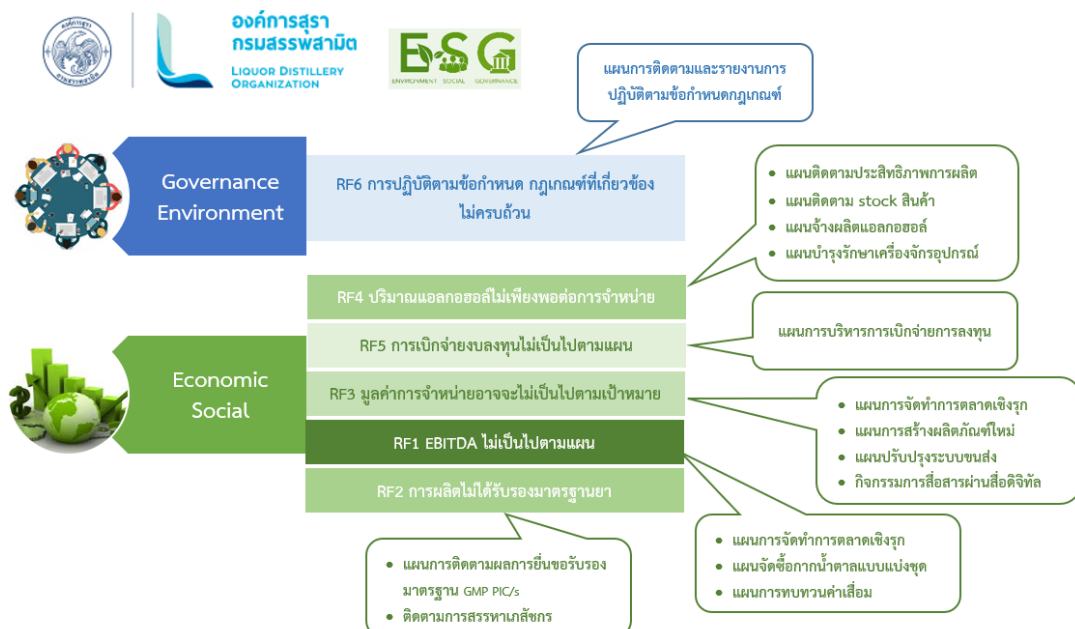 องค์การสุรา
กรมสรรพสามิต
LIQUOR DISTILLERY
ORGANIZATION
ESG
ENVIRONMENT SOCIAL GOVERNANCE
แผนการติดตามและรายงานการ
ปฏิบัติตามข้อกำหนดกฎเกณฑ์
Governance
Environment
RF6 การปฏิบัติตามข้อกำหนด กฎเกณฑ์ที่เกี่ยวข้อง
ไม่ครบถ้วน
• แผนติดตามประสิทธิภาพการผลิต
• แผนติดตาม stock สินค้า
• แผนจ้างผลิตแอลกอฮอล์
• แผนบำรุงรักษาเครื่องจักรอุปกรณ์
Economic
Social
RF4 ปริมาณแอลกอฮอล์ไม่เพียงพอต่อการจำหน่าย
RF5 การเบิกจ่ายงบลงทุนไม่เป็นไปตามแผน
แผนการบริหารการเบิกจ่ายการลงทุน
RF3 มูลค่าการจำหน่ายอาจจะไม่เป็นไปตามเป้าหมาย
• แผนการจัดทำการตลาดเชิงรุก
• แผนการสร้างผลิตภัณฑ์ใหม่
• แผนปรับปรุงระบบขนส่ง
• กิจกรรมการสื่อสารผ่านสื่อดิจิทัล
RF1 EBITDA ไม่เป็นไปตามแผน
RF2 การผลิตไม่ได้รับรองมาตรฐานยา
• แผนการจัดทำการตลาดเชิงรุก
• แผนจัดซื้อกากน้ำตาลแบบแบ่งชุด
• แผนการทบทวนค่าเสื่อม
• แผนการติดตามผลการยื่นขอรับรอง
มาตรฐาน GMP PIC/s
• ติดตามการสรรหาเภสัชกร